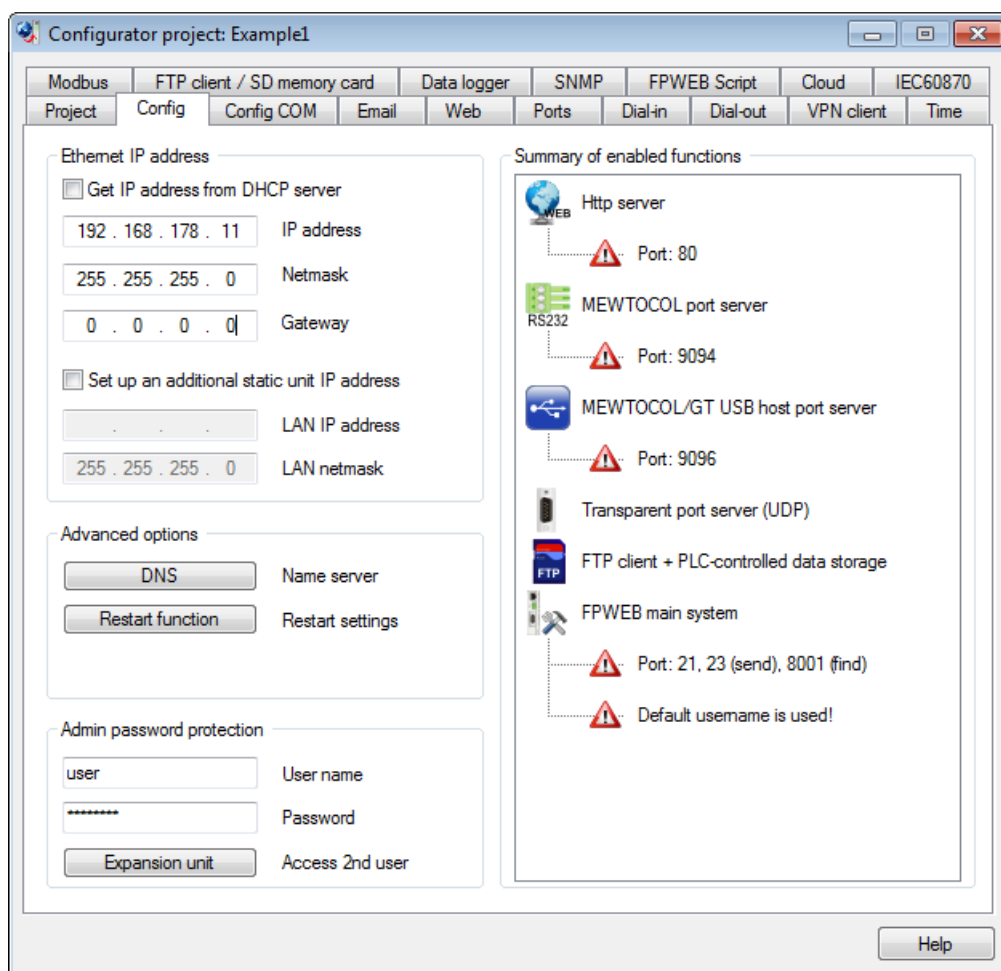 Configurator project: Example1
Modbus FTP client / SD memory card Data logger SNMP FPWEB Script Cloud IEC60870
Project Config Config COM Email Web Ports Dial-in Dial-out VPN client Time
Ethernet IP address
Get IP address from DHCP server
192 . 168 . 178 . 11 IP address
255 . 255 . 255 . 0 Netmask
0 . 0 . 0 . 0 Gateway
Set up an additional static unit IP address
. . . LAN IP address
255 . 255 . 255 . 0 LAN netmask
Advanced options
DNS Name server
Restart function Restart settings
Admin password protection
user User name
******** Password
Expansion unit Access 2nd user
Summary of enabled functions
WEB Http server
Port: 80
RS232 MEWTOCOL port server
Port: 9094
MEWTOCOL/GT USB host port server
Port: 9096
Transparent port server (UDP)
FTP FTP client + PLC-controlled data storage
FPWEB main system
Port: 21, 23 (send), 8001 (find)
Default username is used!
Help